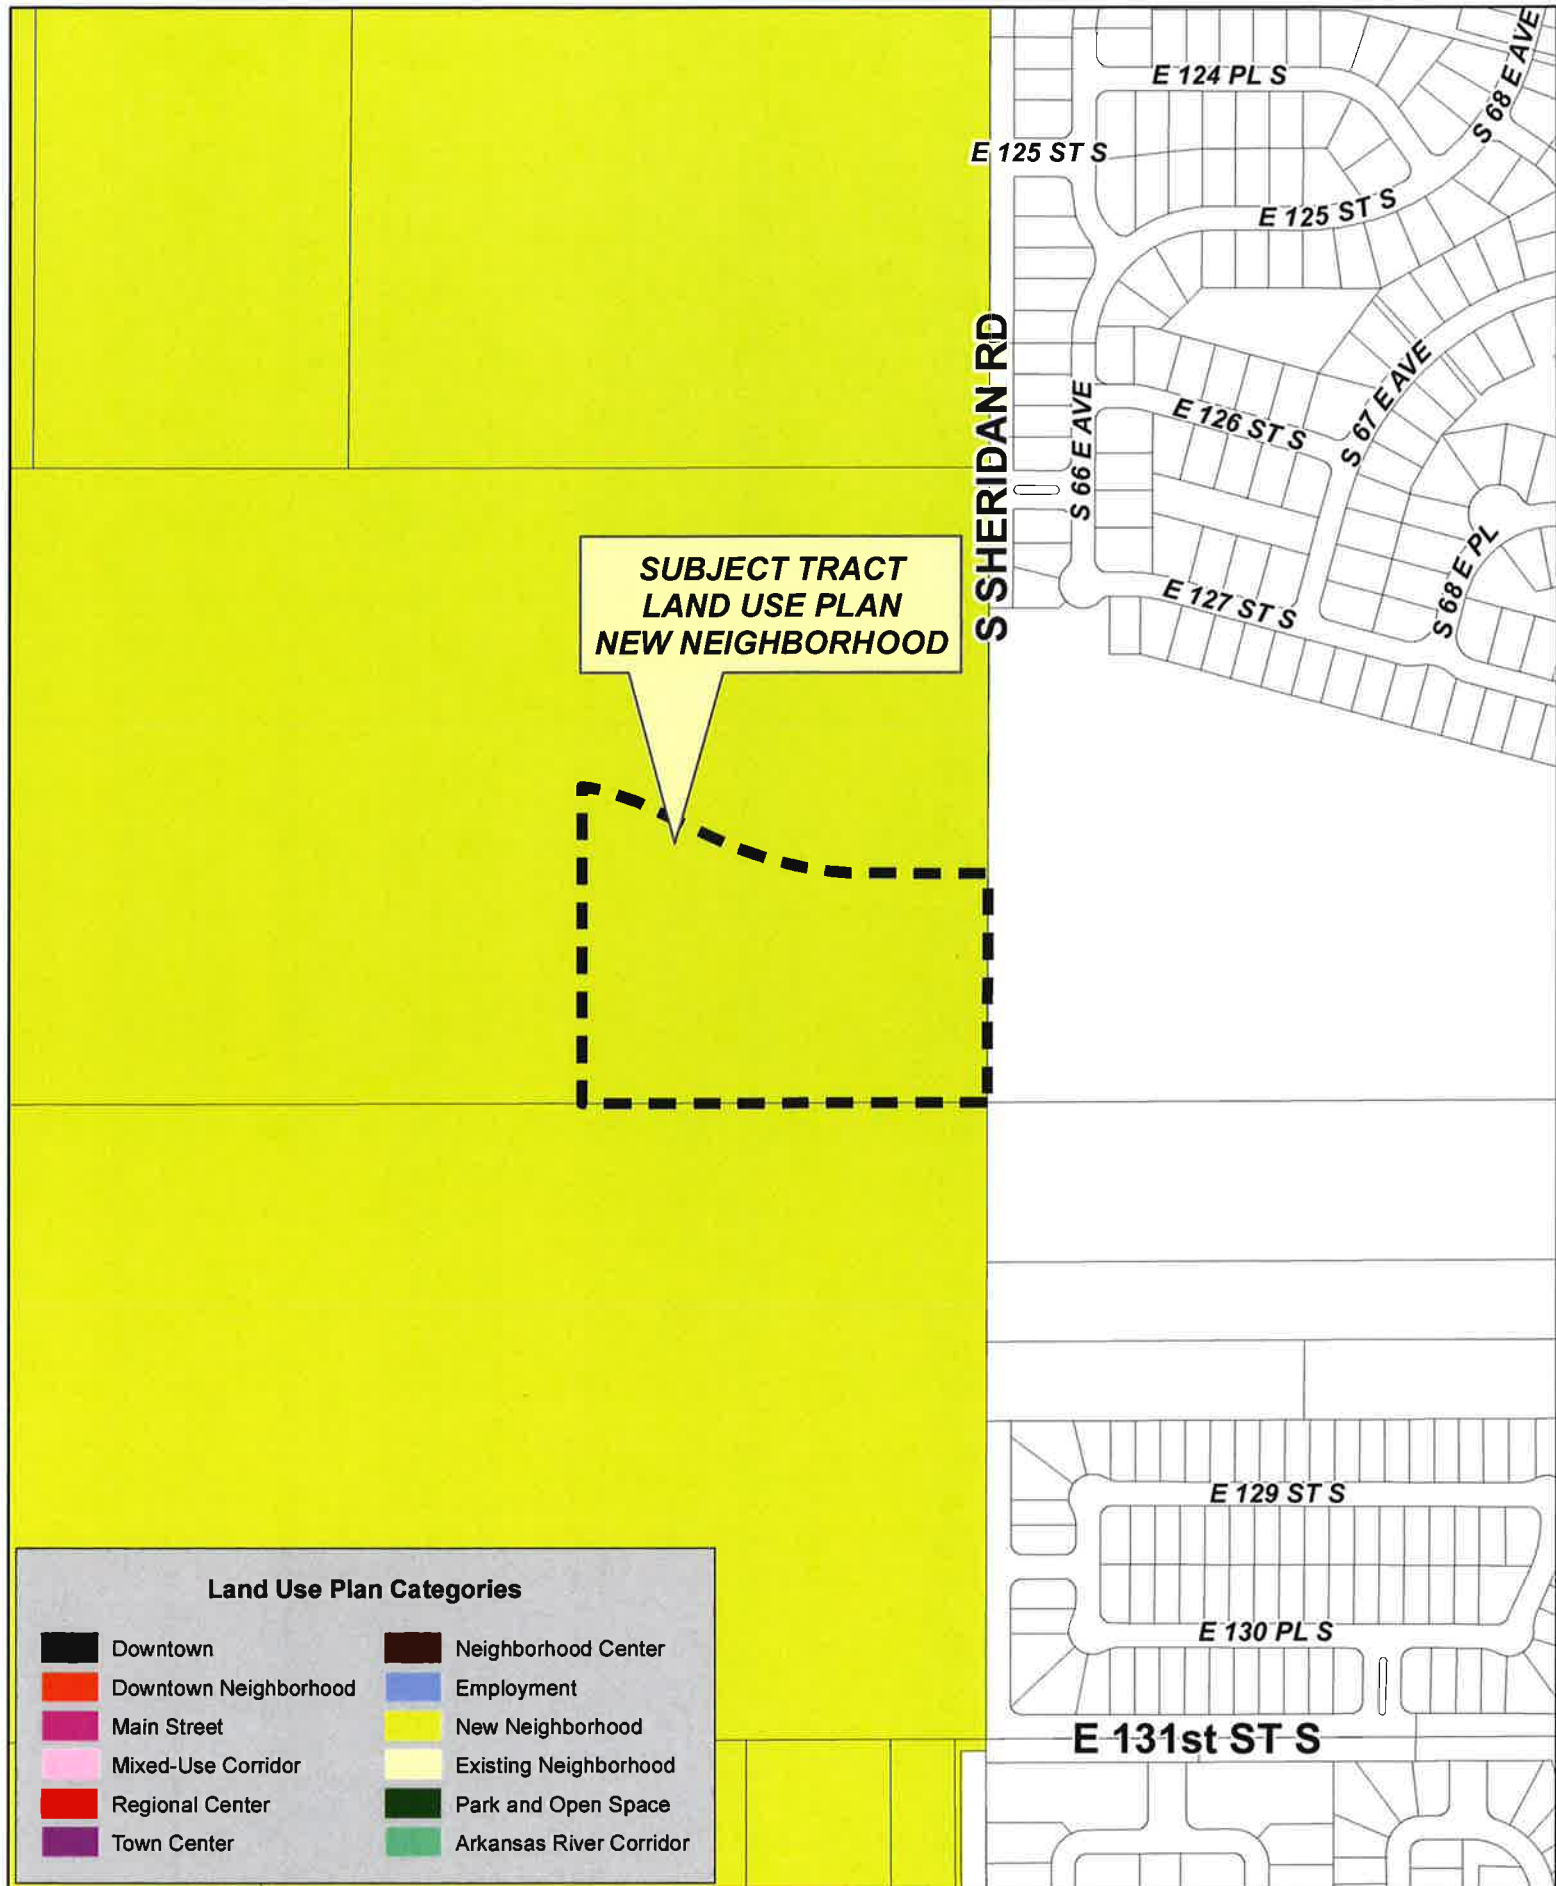 E 124 PL S
S 68 E AVE
E 125 ST S
E 125 ST S
S SHERIDAN RD
S 66 E AVE
E 126 ST S
S 67 E AVE
SUBJECT TRACT
LAND USE PLAN
NEW NEIGHBORHOOD
E 127 ST S
S 68 E PL
E 129 ST S
E 130 PL S
E 131st ST S
Land Use Plan Categories
Downtown
Downtown Neighborhood
Main Street
Mixed-Use Corridor
Regional Center
Town Center
Neighborhood Center
Employment
New Neighborhood
Existing Neighborhood
Park and Open Space
Arkansas River Corridor